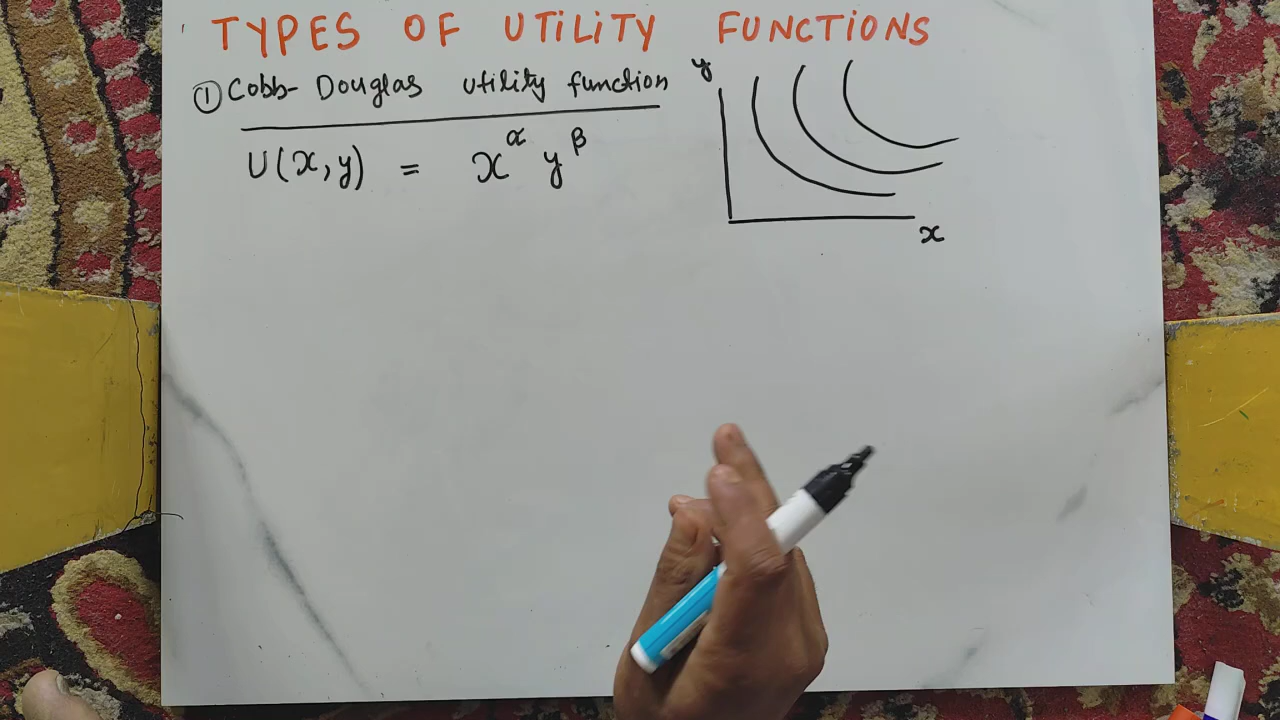 TYPES OF UTILITY FUNCTIONS
① Cobb-Douglas utility function
U(x,y) = x^α y^β
y
x